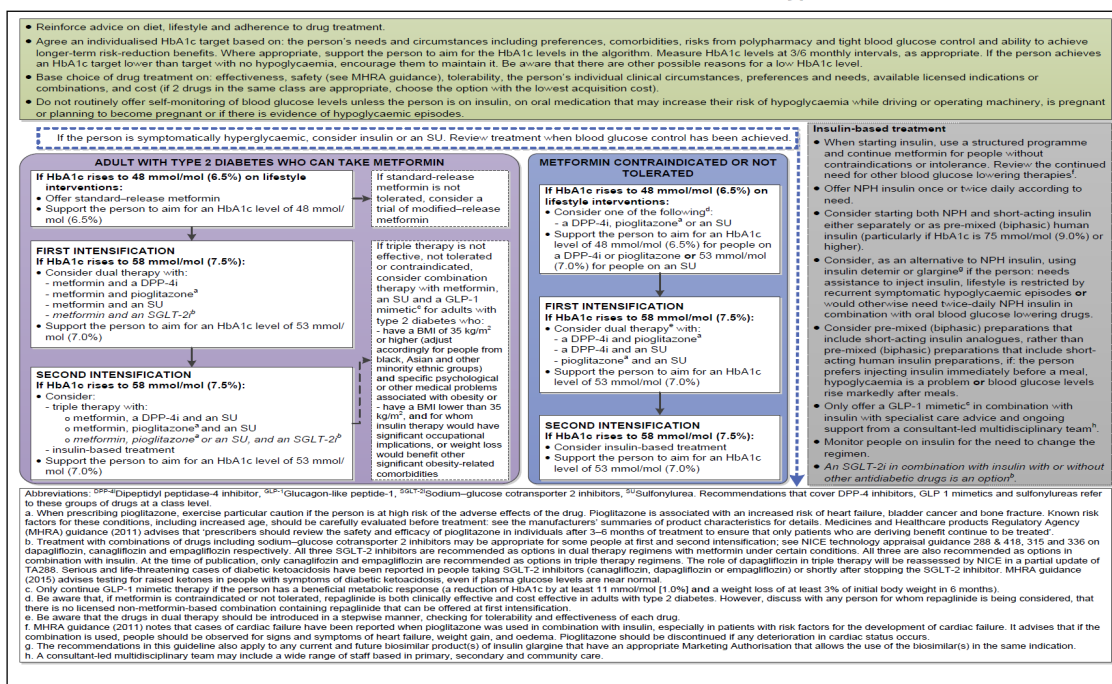 • Reinforce advice on diet, lifestyle and adherence to drug treatment.
• Agree an individualised HbA1c target based on: the person's needs and circumstances including preferences, comorbidities, risks from polypharmacy and tight blood glucose control and ability to achieve
longer-term risk-reduction benefits. Where appropriate, support the person to aim for the HbA1c levels in the algorithm. Measure HbA1c levels at 3/6 monthly intervals, as appropriate. If the person achieves
an HbA1c target lower than target with no hypoglycaemia, encourage them to maintain it. Be aware that there are other possible reasons for a low HbA1c level.
• Base choice of drug treatment on: effectiveness, safety (see MHRA guidance), tolerability, the person's individual clinical circumstances, preferences and needs, available licensed indications or
combinations, and cost (if 2 drugs in the same class are appropriate, choose the option with the lowest acquisition cost).
• Do not routinely offer self-monitoring of blood glucose levels unless the person is on insulin, on oral medication that may increase their risk of hypoglycaemia while driving or operating machinery, is pregnant
or planning to become pregnant or if there is evidence of hypoglycaemic episodes.
If the person is symptomatically hyperglycaemic, consider insulin or an SU. Review treatment when blood glucose control has been achieved.
ADULT WITH TYPE 2 DIABETES WHO CAN TAKE METFORMIN
If HbA1c rises to 48 mmol/mol (6.5%) on lifestyle
interventions:
• Offer standard–release metformin
• Support the person to aim for an HbA1c level of 48 mmol/
mol (6.5%)
If standard-release
metformin is not
tolerated, consider a
trial of modified–release
metformin
FIRST INTENSIFICATION
If HbA1c rises to 58 mmol/mol (7.5%):
• Consider dual therapy with:
- metformin and a DPP-4i
- metformin and pioglitazoneᵃ
- metformin and an SU
- metformin and an SGLT-2iᵇ
• Support the person to aim for an HbA1c level of 53 mmol/
mol (7.0%)
SECOND INTENSIFICATION
If HbA1c rises to 58 mmol/mol (7.5%):
• Consider:
- triple therapy with:
o metformin, a DPP-4i and an SU
o metformin, pioglitazoneᵃ and an SU
o metformin, pioglitazoneᵃ or an SU, and an SGLT-2iᵇ
- insulin-based treatment
• Support the person to aim for an HbA1c level of 53 mmol/
mol (7.0%)
If triple therapy is not
effective, not tolerated
or contraindicated,
consider combination
therapy with metformin,
an SU and a GLP-1
mimeticᶜ for adults with
type 2 diabetes who:
- have a BMI of 35 kg/m²
or higher (adjust
accordingly for people from
black, Asian and other
minority ethnic groups)
and specific psychological
or other medical problems
associated with obesity or
- have a BMI lower than 35
kg/m², and for whom
insulin therapy would have
significant occupational
implications, or weight loss
would benefit other
significant obesity-related
comorbidities
METFORMIN CONTRAINDICATED OR NOT
TOLERATED
If HbA1c rises to 48 mmol/mol (6.5%) on
lifestyle interventions:
• Consider one of the followingᵈ:
- a DPP-4i, pioglitazoneᵃ or an SU
• Support the person to aim for an HbA1c
level of 48 mmol/mol (6.5%) for people on
a DPP-4i or pioglitazone or 53 mmol/mol
(7.0%) for people on an SU
FIRST INTENSIFICATION
If HbA1c rises to 58 mmol/mol (7.5%):
• Consider dual therapyᵉ with:
- a DPP-4i and pioglitazoneᵃ
- a DPP-4i and an SU
- pioglitazoneᵃ and an SU
• Support the person to aim for an HbA1c
level of 53 mmol/mol (7.0%)
SECOND INTENSIFICATION
If HbA1c rises to 58 mmol/mol (7.5%):
• Consider insulin-based treatment
• Support the person to aim for an HbA1c
level of 53 mmol/mol (7.0%)
Insulin-based treatment
• When starting insulin, use a structured programme
and continue metformin for people without
contraindications or intolerance. Review the continued
need for other blood glucose lowering therapiesᶠ.
• Offer NPH insulin once or twice daily according to
need.
• Consider starting both NPH and short-acting insulin
either separately or as pre-mixed (biphasic) human
insulin (particularly if HbA1c is 75 mmol/mol (9.0%) or
higher).
• Consider, as an alternative to NPH insulin, using
insulin detemir or glargineᵍ if the person: needs
assistance to inject insulin, lifestyle is restricted by
recurrent symptomatic hypoglycaemic episodes or
would otherwise need twice-daily NPH insulin in
combination with oral blood glucose lowering drugs.
• Consider pre-mixed (biphasic) preparations that
include short-acting insulin analogues, rather than
pre-mixed (biphasic) preparations that include short-
acting human insulin preparations, if: the person
prefers injecting insulin immediately before a meal,
hypoglycaemia is a problem or blood glucose levels
rise markedly after meals.
• Only offer a GLP-1 mimeticᶜ in combination with
insulin with specialist care advice and ongoing
support from a consultant-led multidisciplinary teamʰ.
• Monitor people on insulin for the need to change the
regimen.
• An SGLT-2i in combination with insulin with or without
other antidiabetic drugs is an optionᵇ.
Abbreviations: DPP-4iDipeptidyl peptidase-4 inhibitor, GLP-1Glucagon-like peptide-1, SGLT-2iSodium–glucose cotransporter 2 inhibitors, SUSulfonylurea. Recommendations that cover DPP-4 inhibitors, GLP 1 mimetics and sulfonylureas refer
to these groups of drugs at a class level.
a. When prescribing pioglitazone, exercise particular caution if the person is at high risk of the adverse effects of the drug. Pioglitazone is associated with an increased risk of heart failure, bladder cancer and bone fracture. Known risk
factors for these conditions, including increased age, should be carefully evaluated before treatment: see the manufacturers' summaries of product characteristics for details. Medicines and Healthcare products Regulatory Agency
(MHRA) guidance (2011) advises that 'prescribers should review the safety and efficacy of pioglitazone in individuals after 3–6 months of treatment to ensure that only patients who are deriving benefit continue to be treated'.
b. Treatment with combinations of drugs including sodium–glucose cotransporter 2 inhibitors may be appropriate for some people at first and second intensification; see NICE technology appraisal guidance 288 & 418, 315 and 336 on
dapagliflozin, canagliflozin and empagliflozin respectively. All three SGLT-2 inhibitors are recommended as options in dual therapy regimens with metformin under certain conditions. All three are also recommended as options in
combination with insulin. At the time of publication, only canagliflozin and empagliflozin are recommended as options in triple therapy regimens. The role of dapagliflozin in triple therapy will be reassessed by NICE in a partial update of
TA288. Serious and life-threatening cases of diabetic ketoacidosis have been reported in people taking SGLT-2 inhibitors (canagliflozin, dapagliflozin or empagliflozin) or shortly after stopping the SGLT-2 inhibitor. MHRA guidance
(2015) advises testing for raised ketones in people with symptoms of diabetic ketoacidosis, even if plasma glucose levels are near normal.
c. Only continue GLP-1 mimetic therapy if the person has a beneficial metabolic response (a reduction of HbA1c by at least 11 mmol/mol [1.0%] and a weight loss of at least 3% of initial body weight in 6 months).
d. Be aware that, if metformin is contraindicated or not tolerated, repaglinide is both clinically effective and cost effective in adults with type 2 diabetes. However, discuss with any person for whom repaglinide is being considered, that
there is no licensed non-metformin-based combination containing repaglinide that can be offered at first intensification.
e. Be aware that the drugs in dual therapy should be introduced in a stepwise manner, checking for tolerability and effectiveness of each drug.
f. MHRA guidance (2011) notes that cases of cardiac failure have been reported when pioglitazone was used in combination with insulin, especially in patients with risk factors for the development of cardiac failure. It advises that if the
combination is used, people should be observed for signs and symptoms of heart failure, weight gain, and oedema. Pioglitazone should be discontinued if any deterioration in cardiac status occurs.
g. The recommendations in this guideline also apply to any current and future biosimilar product(s) of insulin glargine that have an appropriate Marketing Authorisation that allows the use of the biosimilar(s) in the same indication.
h. A consultant-led multidisciplinary team may include a wide range of staff based in primary, secondary and community care.